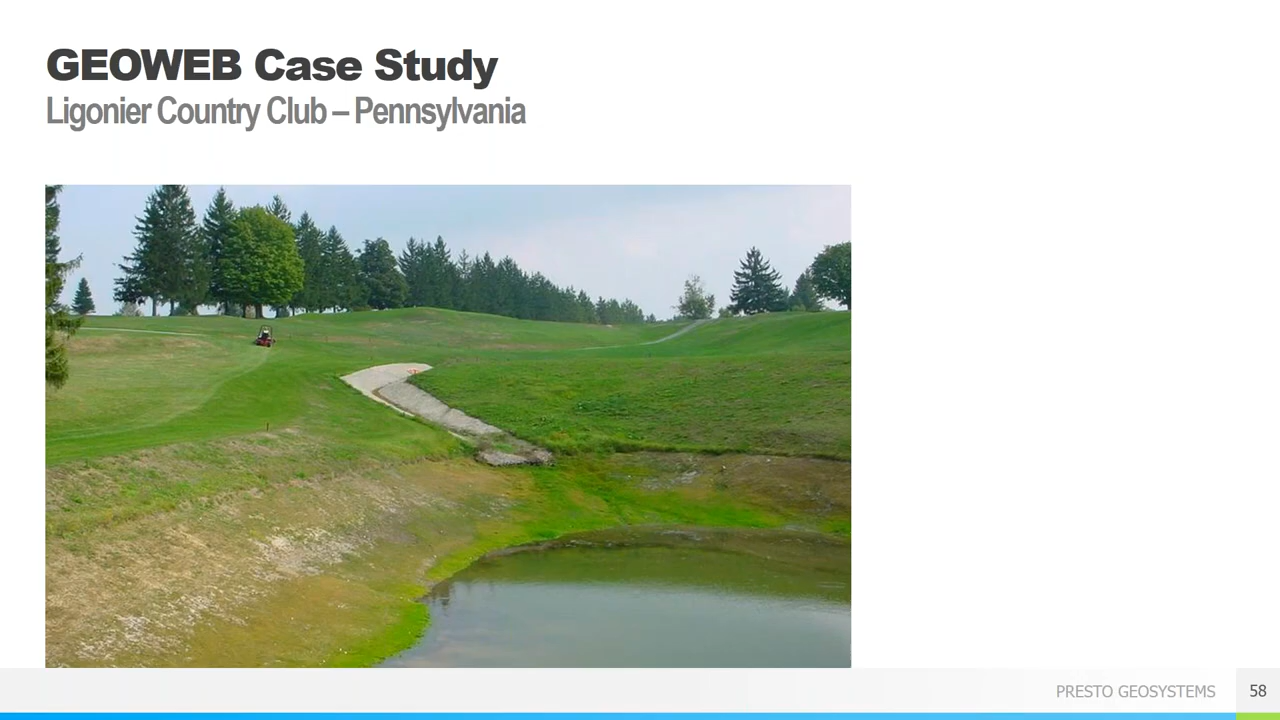 GEOWEB Case Study
Ligonier Country Club – Pennsylvania
PRESTO GEOSYSTEMS
58